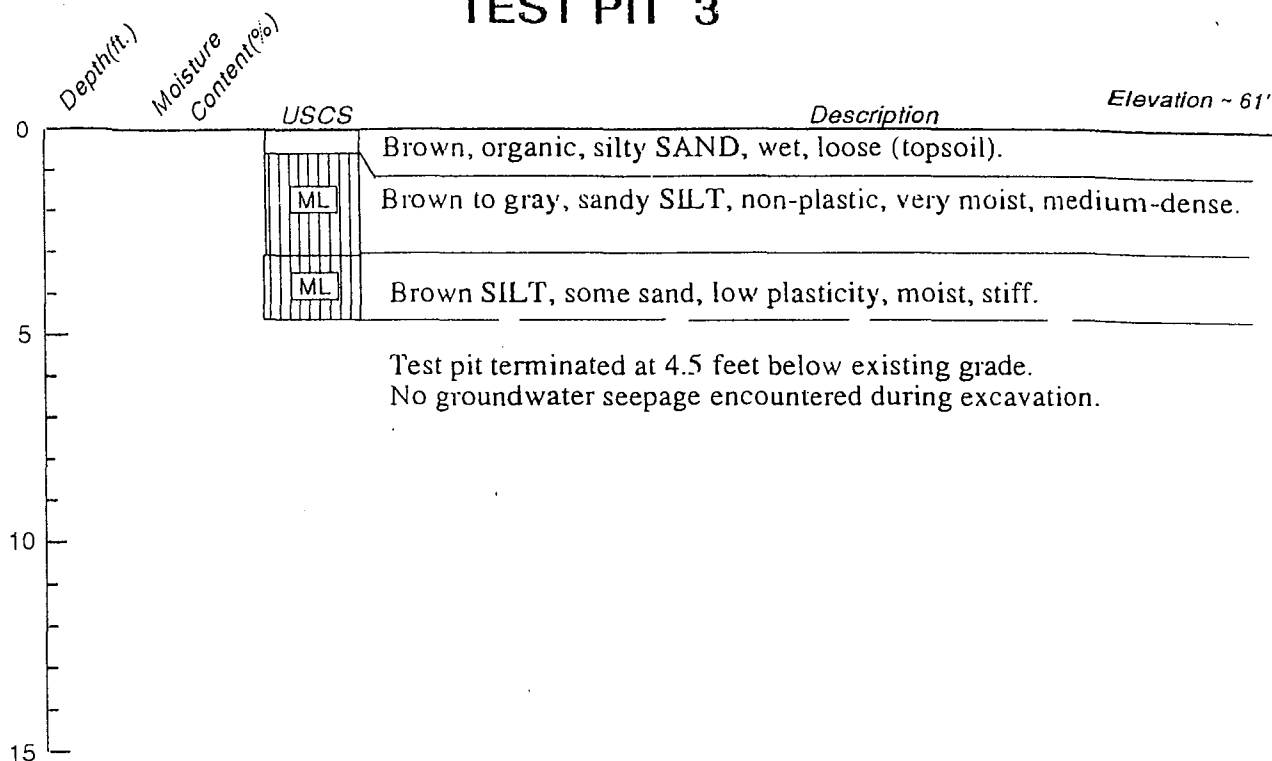 TEST PIT 3
Depth(ft.)
Moisture
Content(%)
USCS
Description
Elevation ~ 61'
0
Brown, organic, silty SAND, wet, loose (topsoil).
ML
Brown to gray, sandy SILT, non-plastic, very moist, medium-dense.
ML
Brown SILT, some sand, low plasticity, moist, stiff.
5
Test pit terminated at 4.5 feet below existing grade.
No groundwater seepage encountered during excavation.
10
15